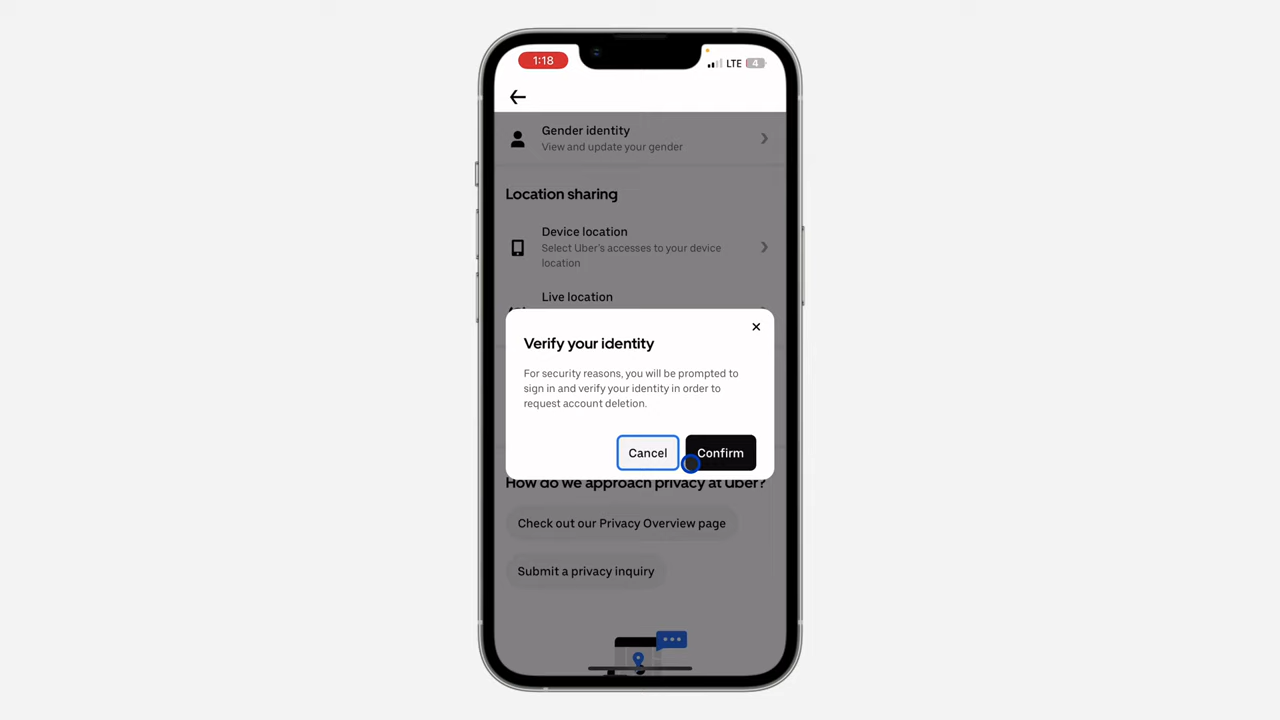 1:18
LTE 4
Gender identity
View and update your gender
Location sharing
Device location
Select Uber's accesses to your device
location
Live location
Verify your identity
For security reasons, you will be prompted to
sign in and verify your identity in order to
request account deletion.
Cancel
Confirm
How do we approach privacy at Uber?
Check out our Privacy Overview page
Submit a privacy inquiry